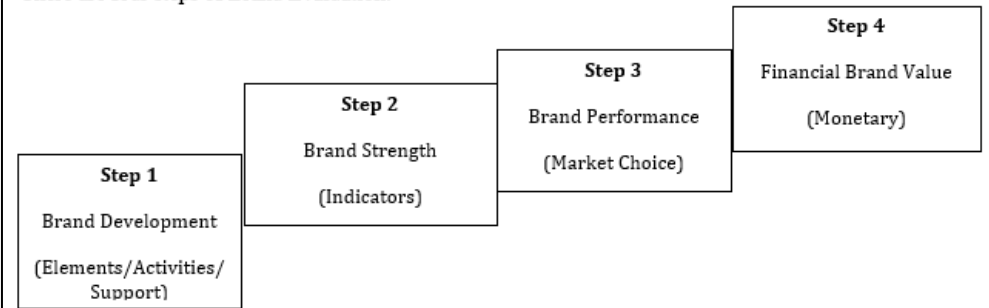 Step 1
Brand Development
(Elements/Activities/
Support)
Step 2
Brand Strength
(Indicators)
Step 3
Brand Performance
(Market Choice)
Step 4
Financial Brand Value
(Monetary)